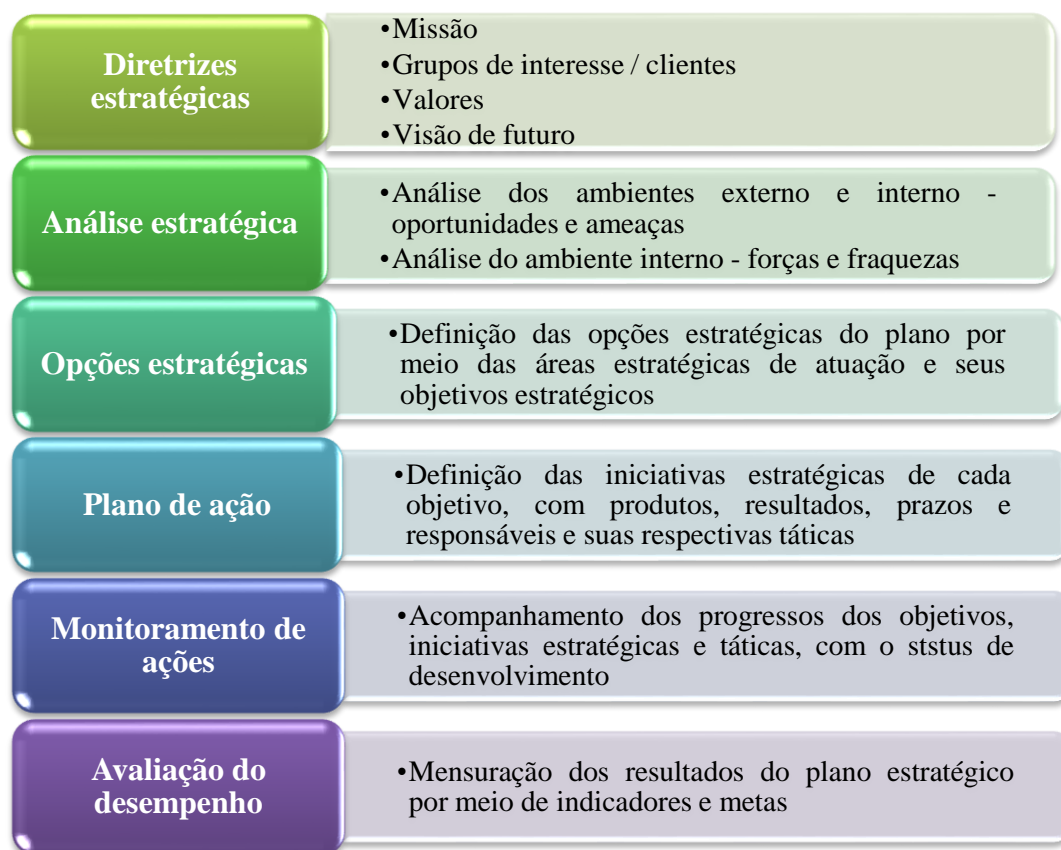 Diretrizes
estratégicas
•Missão
•Grupos de interesse / clientes
•Valores
•Visão de futuro
Análise estratégica
•Análise dos ambientes externo e interno -
oportunidades e ameaças
•Análise do ambiente interno - forças e fraquezas
Opções estratégicas
•Definição das opções estratégicas do plano por
meio das áreas estratégicas de atuação e seus
objetivos estratégicos
Plano de ação
•Definição das iniciativas estratégicas de cada
objetivo, com produtos, resultados, prazos e
responsáveis e suas respectivas táticas
Monitoramento de
ações
•Acompanhamento dos progressos dos objetivos,
iniciativas estratégicas e táticas, com o ststus de
desenvolvimento
Avaliação do
desempenho
•Mensuração dos resultados do plano estratégico
por meio de indicadores e metas